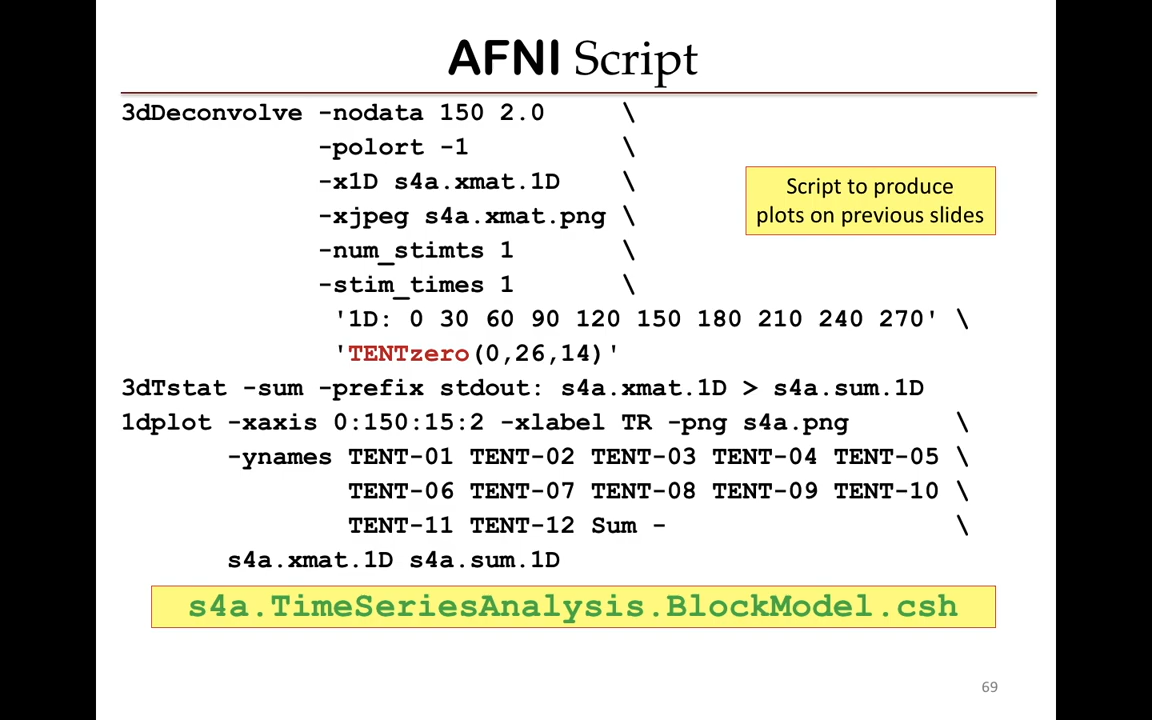 AFNI Script
3dDeconvolve -nodata 150 2.0 \
-polort -1 \
-x1D s4a.xmat.1D \
-xjpeg s4a.xmat.png \
-num_stimts 1 \
-stim_times 1 \
'1D: 0 30 60 90 120 150 180 210 240 270' \
'TENTzero(0,26,14)'
3dTstat -sum -prefix stdout: s4a.xmat.1D > s4a.sum.1D
1dplot -xaxis 0:150:15:2 -xlabel TR -png s4a.png \
-ynames TENT-01 TENT-02 TENT-03 TENT-04 TENT-05 \
TENT-06 TENT-07 TENT-08 TENT-09 TENT-10 \
TENT-11 TENT-12 Sum - \
s4a.xmat.1D s4a.sum.1D
Script to produce
plots on previous slides
s4a.TimeSeriesAnalysis.BlockModel.csh
69